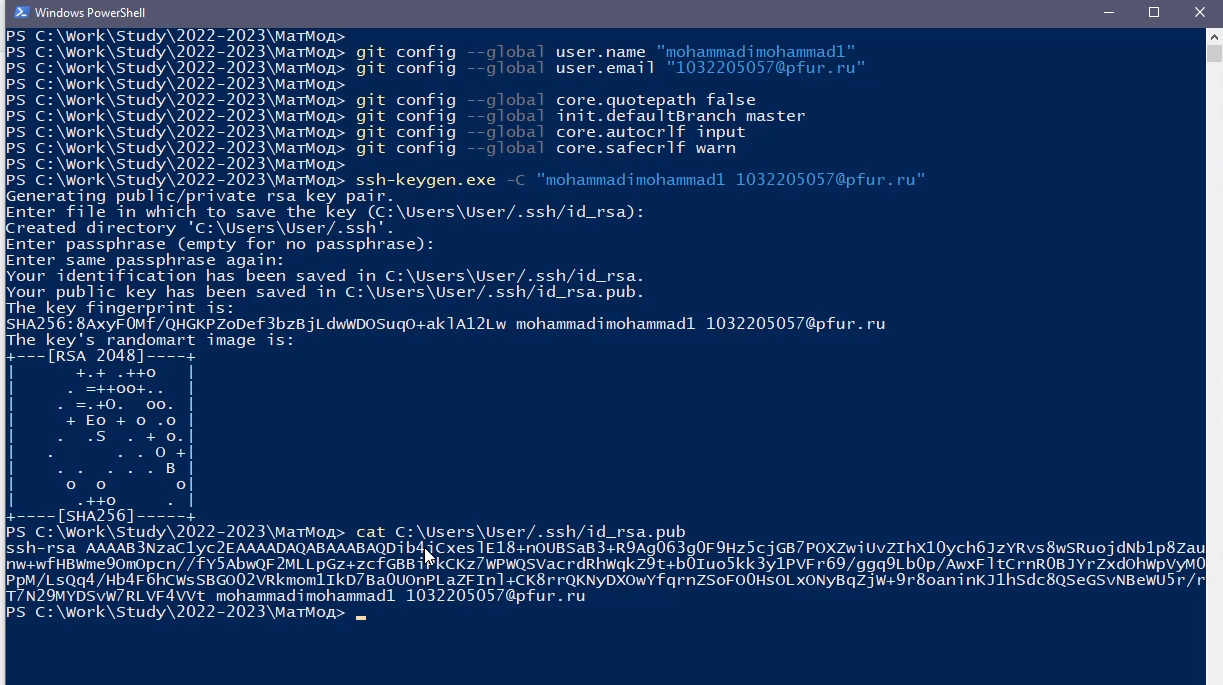 Windows PowerShell
PS C:\Work\Study\2022-2023\МатМод>
PS C:\Work\Study\2022-2023\МатМод> git config --global user.name "mohammadimohammad1"
PS C:\Work\Study\2022-2023\МатМод> git config --global user.email "1032205057@pfur.ru"
PS C:\Work\Study\2022-2023\МатМод>
PS C:\Work\Study\2022-2023\МатМод> git config --global core.quotepath false
PS C:\Work\Study\2022-2023\МатМод> git config --global init.defaultBranch master
PS C:\Work\Study\2022-2023\МатМод> git config --global core.autocrlf input
PS C:\Work\Study\2022-2023\МатМод> git config --global core.safecrlf warn
PS C:\Work\Study\2022-2023\МатМод>
PS C:\Work\Study\2022-2023\МатМод> ssh-keygen.exe -C "mohammadimohammad1 1032205057@pfur.ru"
Generating public/private rsa key pair.
Enter file in which to save the key (C:\Users\User/.ssh/id_rsa):
Created directory 'C:\Users\User/.ssh'.
Enter passphrase (empty for no passphrase):
Enter same passphrase again:
Your identification has been saved in C:\Users\User/.ssh/id_rsa.
Your public key has been saved in C:\Users\User/.ssh/id_rsa.pub.
The key fingerprint is:
SHA256:8AxyF0Mf/QHGKPZoDef3bzBjLdwWDOSuqO+aklA12Lw mohammadimohammad1 1032205057@pfur.ru
The key's randomart image is:
+---[RSA 2048]----+
|      +.+ .++o   |
|     . =++oo+..  |
|    . =.+O.  oo. |
|     + Eo + o .o |
|    .  .S  . + o.|
|   .      . . O +|
|    . .  . . . B |
|     o  o       o|
|      .++o     . |
+----[SHA256]-----+
PS C:\Work\Study\2022-2023\МатМод> cat C:\Users\User/.ssh/id_rsa.pub
ssh-rsa
nw+wfHBWme9OmOpcn//fY5AbwQF2MLLpGz+zcfGBBi
PpM/LsQq4/Hb4F6hCWsSBGO02VRkmom1IkD7Ba0UOnPLaZFInl+CK8rrQKNyDXOwYfqrnZSoFO0HsOLxONyBqZjW+9r8oaninKJ1hSdc8QSeGSvNBeWU5r/r
T7N29MYDSvW7RLVF4VVt mohammadimohammad1 1032205057@pfur.ru
PS C:\Work\Study\2022-2023\МатМод>